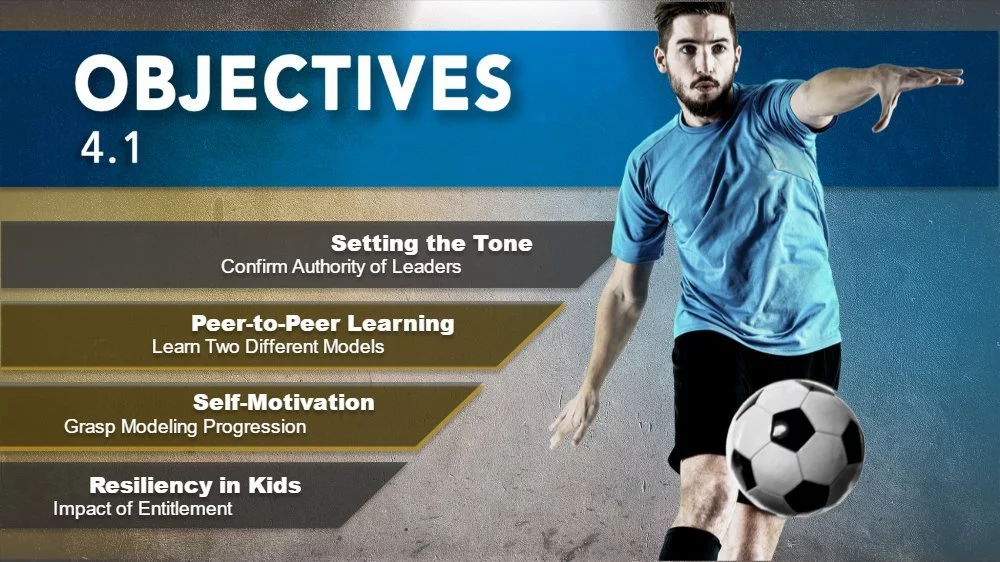 OBJECTIVES
4.1
Setting the Tone
Confirm Authority of Leaders
Peer-to-Peer Learning
Learn Two Different Models
Self-Motivation
Grasp Modeling Progression
Resiliency in Kids
Impact of Entitlement